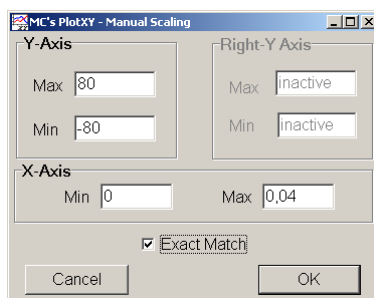 MC's PlotXY - Manual Scaling
Y-Axis
Max 80
Min -80
Right-Y Axis
Max inactive
Min inactive
X-Axis
Min 0 Max 0,04
Exact Match
Cancel OK